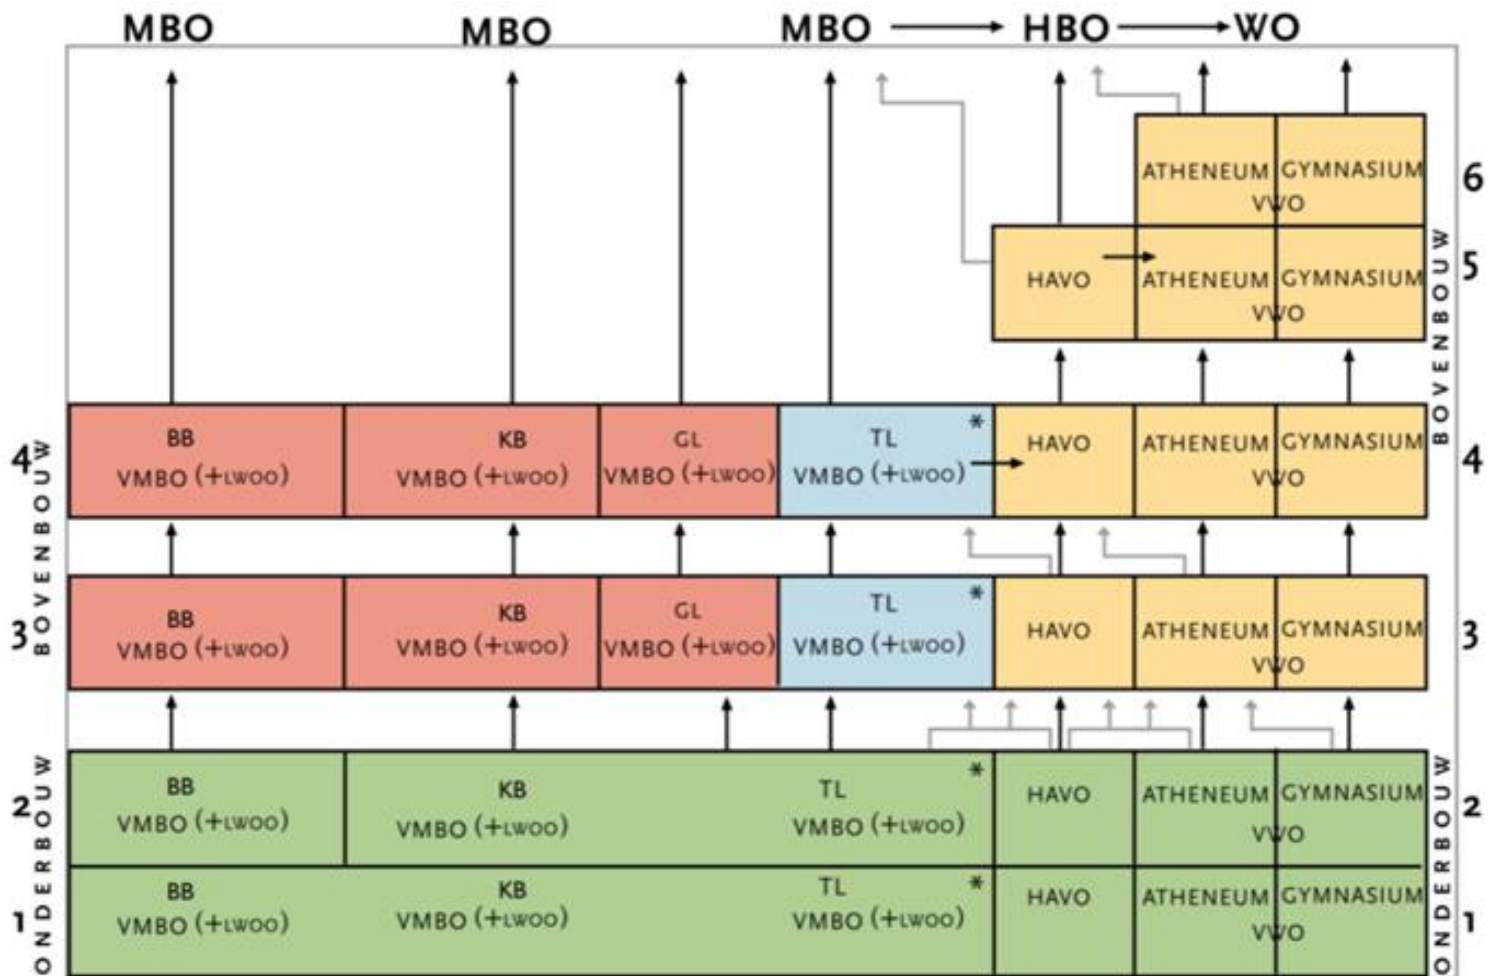 MBO MBO MBO HBO WO
ATHENEUM GYMNASIUM 6
VWO
HAVO ATHENEUM GYMNASIUM 5
VWO
BOVENBOUW
BB KB GL TL * HAVO ATHENEUM GYMNASIUM
4 VMBO (+LWOO) VMBO (+LWOO) VMBO (+LWOO) VMBO (+LWOO) VWO 4
BOVENBOUW
BB KB GL TL * HAVO ATHENEUM GYMNASIUM
3 VMBO (+LWOO) VMBO (+LWOO) VMBO (+LWOO) VMBO (+LWOO) VWO 3
BB KB TL * HAVO ATHENEUM GYMNASIUM
2 VMBO (+LWOO) VMBO (+LWOO) VMBO (+LWOO) VWO 2
ONDERBOUW ONDERBOUW
BB KB TL * HAVO ATHENEUM GYMNASIUM
1 VMBO (+LWOO) VMBO (+LWOO) VMBO (+LWOO) VWO 1